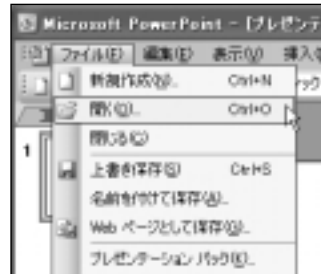 Microsoft PowerPoint - [プレゼンテ
ファイル(F) 編集(E) 表示(V) 挿入(
新規作成(N)... Ctrl+N
開く(O)... Ctrl+O
閉じる(C)
1
上書き保存(S) Ctrl+S
名前を付けて保存(A)...
Web ページとして保存(G)...
プレゼンテーション パック(K)...